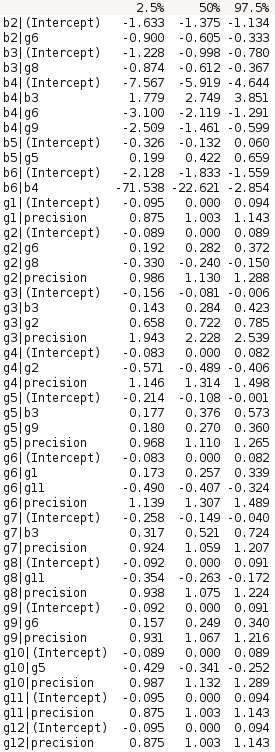 2.5% 50% 97.5%
b2|(Intercept) -1.633 -1.375 -1.134
b2|g6 -0.900 -0.605 -0.333
b3|(Intercept) -1.228 -0.998 -0.780
b3|g8 -0.874 -0.612 -0.367
b4|(Intercept) -7.567 -5.919 -4.644
b4|b3 1.779 2.749 3.851
b4|g6 -3.100 -2.119 -1.291
b4|g9 -2.509 -1.461 -0.599
b5|(Intercept) -0.326 -0.132 0.060
b5|g5 0.199 0.422 0.659
b6|(Intercept) -2.128 -1.833 -1.559
b6|b4 -71.538 -22.621 -2.854
g1|(Intercept) -0.095 0.000 0.094
g1|precision 0.875 1.003 1.143
g2|(Intercept) -0.089 0.000 0.089
g2|g6 0.192 0.282 0.372
g2|g8 -0.330 -0.240 -0.150
g2|precision 0.986 1.130 1.288
g3|(Intercept) -0.156 -0.081 -0.006
g3|b3 0.143 0.284 0.423
g3|g2 0.658 0.722 0.785
g3|precision 1.943 2.228 2.539
g4|(Intercept) -0.083 0.000 0.082
g4|g2 -0.571 -0.489 -0.406
g4|precision 1.146 1.314 1.498
g5|(Intercept) -0.214 -0.108 -0.001
g5|b3 0.177 0.376 0.573
g5|g9 0.180 0.270 0.360
g5|precision 0.968 1.110 1.265
g6|(Intercept) -0.083 0.000 0.082
g6|g1 0.173 0.257 0.339
g6|g11 -0.490 -0.407 -0.324
g6|precision 1.139 1.307 1.489
g7|(Intercept) -0.258 -0.149 -0.040
g7|b3 0.317 0.521 0.724
g7|precision 0.924 1.059 1.207
g8|(Intercept) -0.092 0.000 0.091
g8|g11 -0.354 -0.263 -0.172
g8|precision 0.938 1.075 1.224
g9|(Intercept) -0.092 0.000 0.091
g9|g6 0.157 0.249 0.340
g9|precision 0.931 1.067 1.216
g10|(Intercept) -0.089 0.000 0.089
g10|g5 -0.429 -0.341 -0.252
g10|precision 0.987 1.132 1.289
g11|(Intercept) -0.095 0.000 0.094
g11|precision 0.875 1.003 1.143
g12|(Intercept) -0.095 0.000 0.094
g12|precision 0.875 1.003 1.143